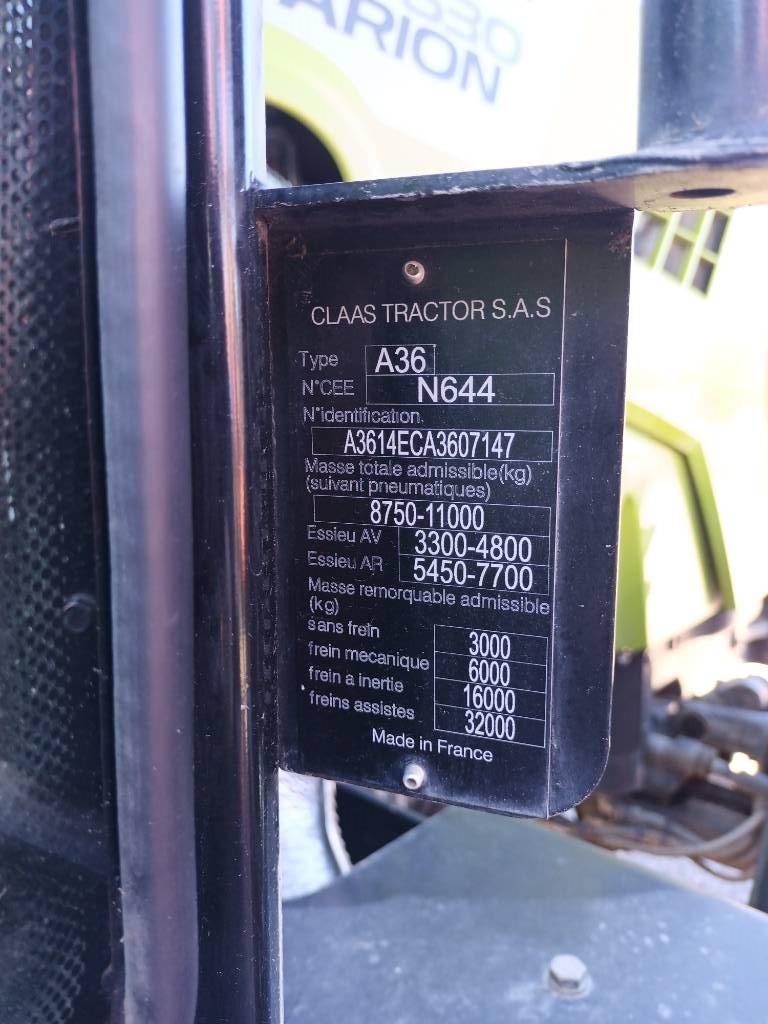 530
ARION
CLAAS TRACTOR S.A.S
Type A36
N°CEE N644
N°identification
A3614ECA3607147
Masse totale admissible(kg)
(suivant pneumatiques)
8750-11000
Essieu AV 3300-4800
Essieu AR 5450-7700
Masse remorquable admissible
(kg)
sans frein 3000
frein mecanique 6000
frein a inertie 16000
freins assistes 32000
Made in France